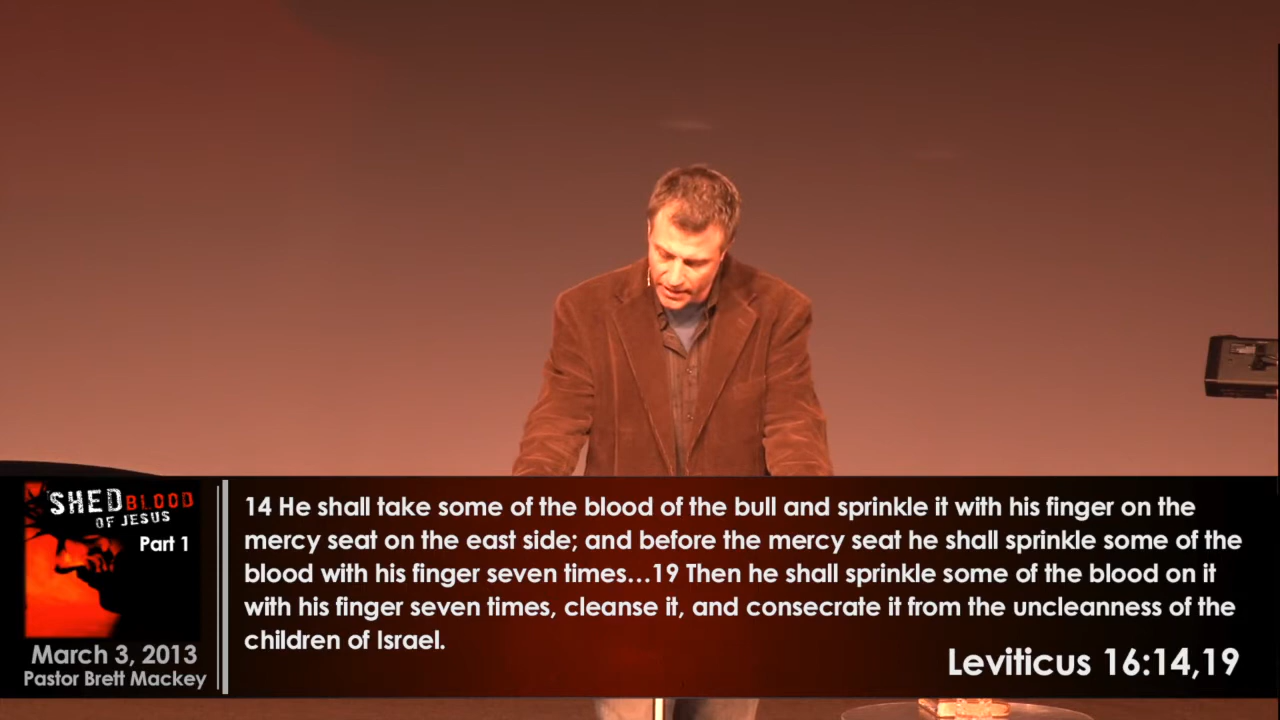 SHED BLOOD
OF JESUS
Part 1
March 3, 2013
Pastor Brett Mackey
14 He shall take some of the blood of the bull and sprinkle it with his finger on the
mercy seat on the east side; and before the mercy seat he shall sprinkle some of the
blood with his finger seven times...19 Then he shall sprinkle some of the blood on it
with his finger seven times, cleanse it, and consecrate it from the uncleanness of the
children of Israel.
Leviticus 16:14,19